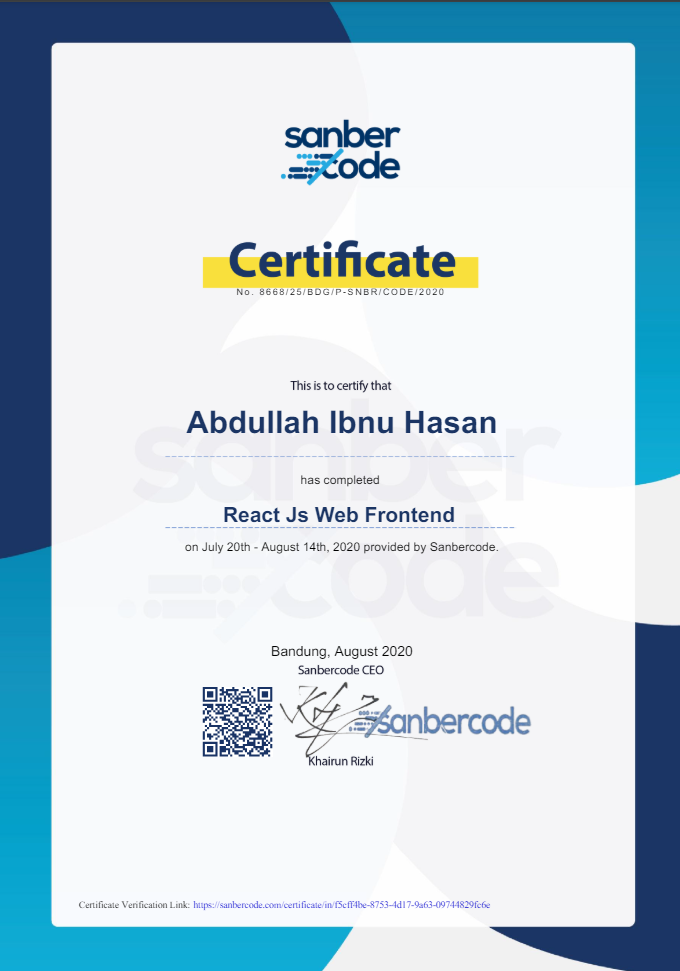 sanber
code
Certificate
No. 8668/25/BDG/P-SNBR/CODE/2020
This is to certify that
Abdullah Ibnu Hasan
has completed
React Js Web Frontend
on July 20th - August 14th, 2020 provided by Sanbercode.
sanber
code
Bandung, August 2020
Sanbercode CEO
sanbercode
Khairun Rizki
Certificate Verification Link: https://sanbercode.com/certificate/in/f5cff4be-8753-4d17-9a63-09744829fc6e